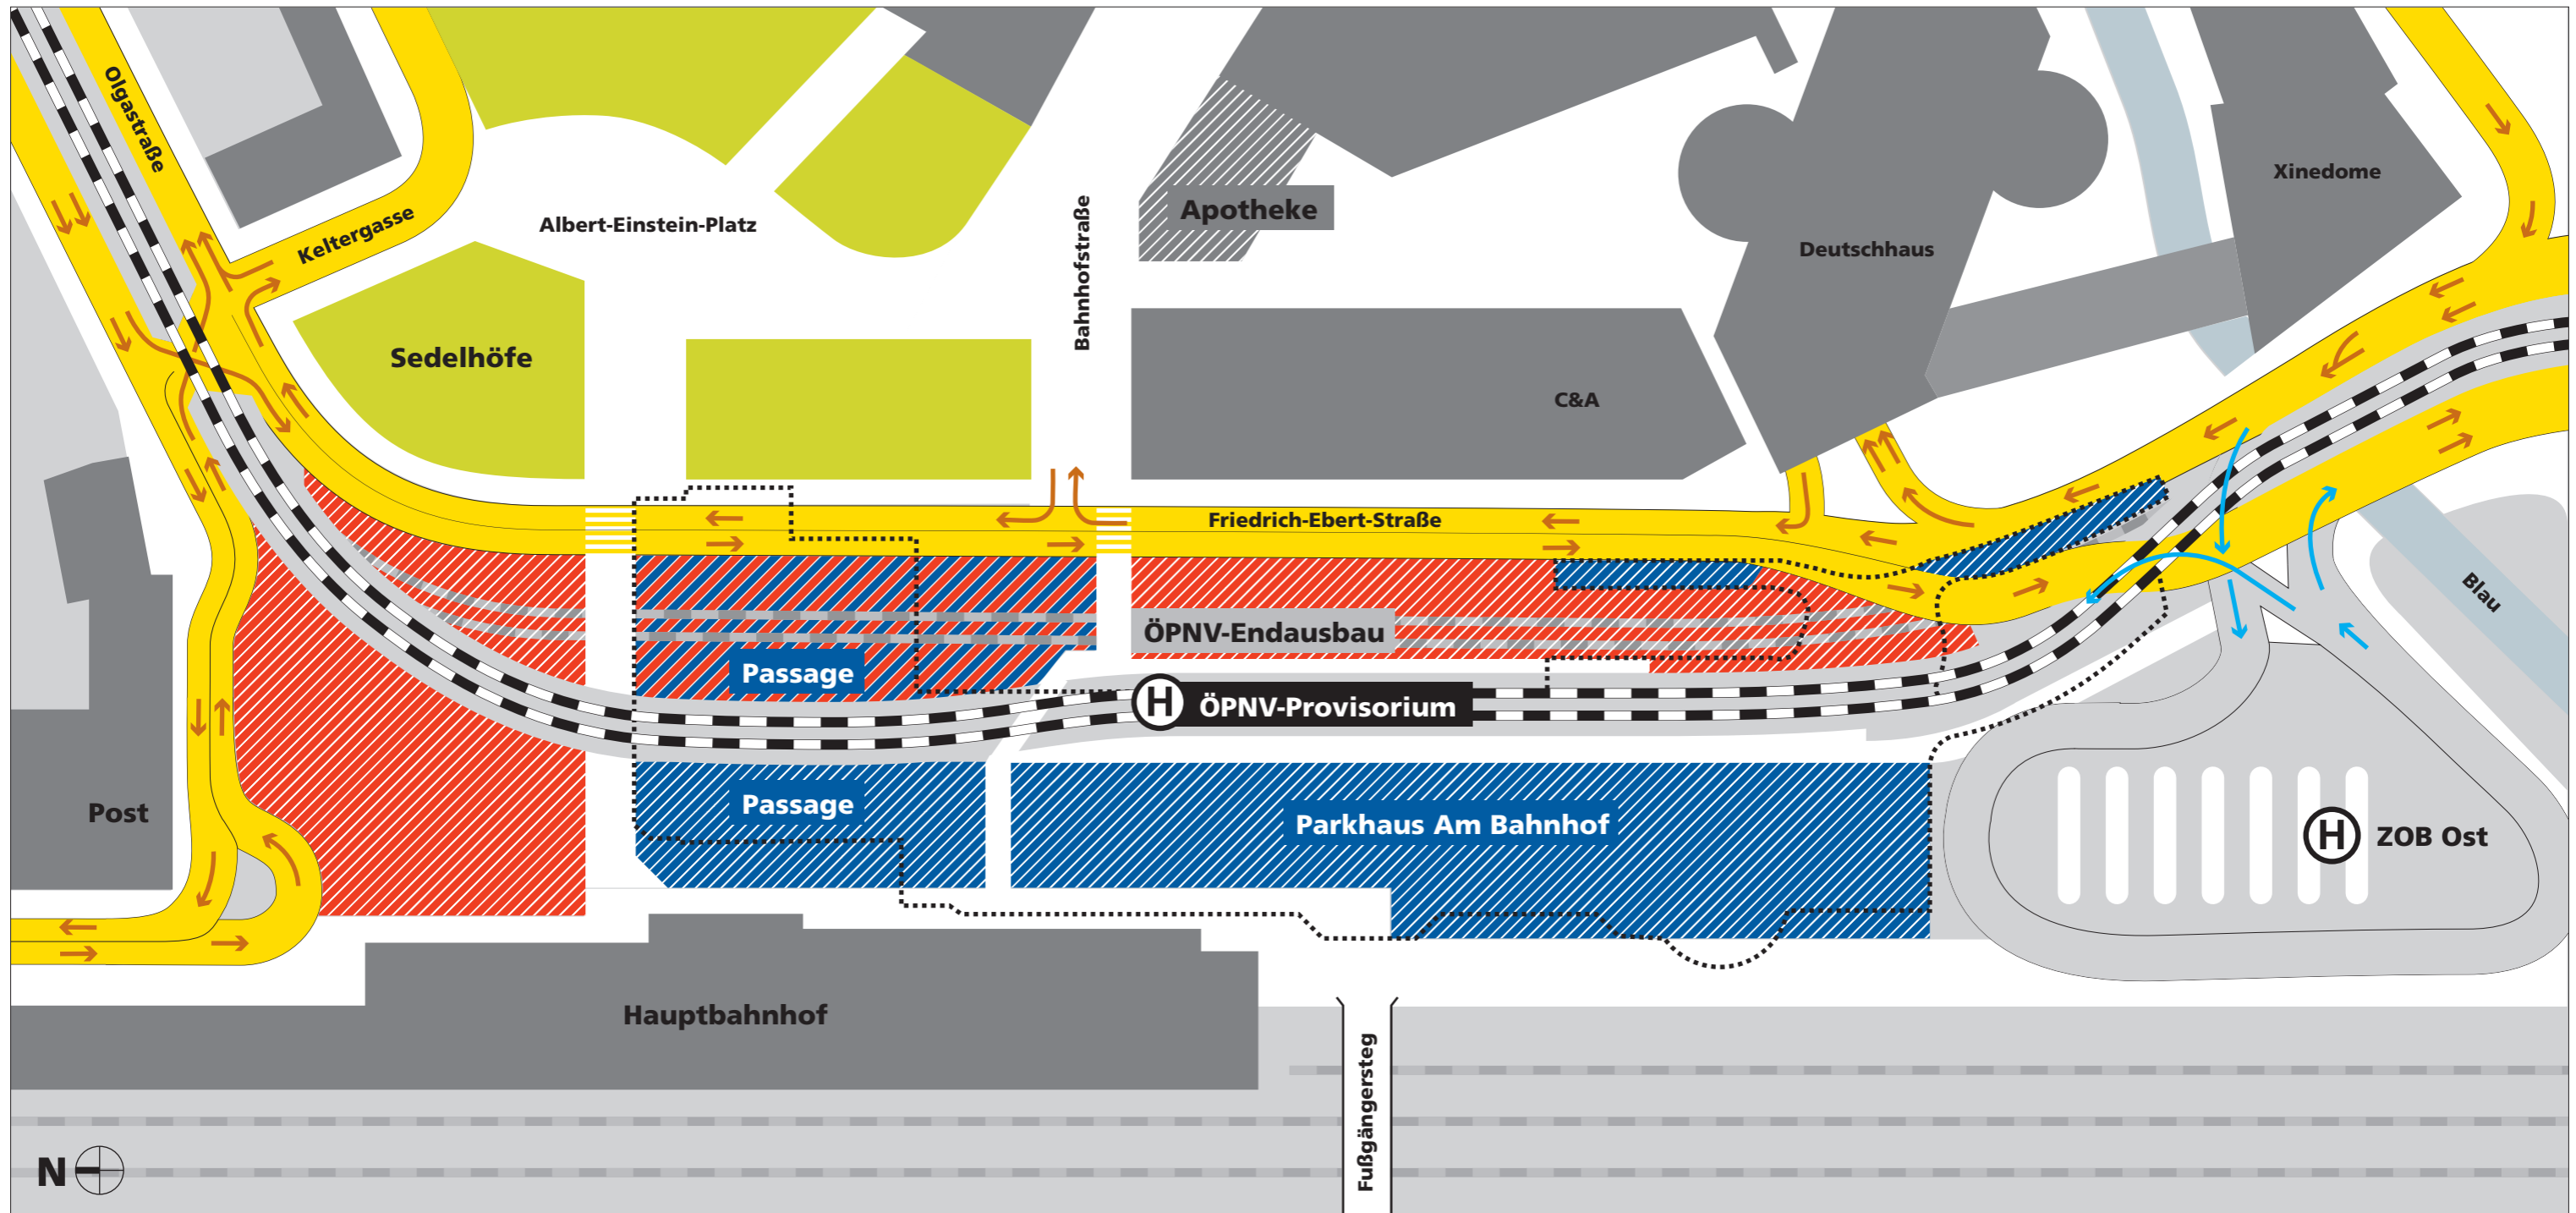 Olgastraße
Keltergasse
Albert-Einstein-Platz
Bahnhofstraße
Apotheke
Deutschhaus
Xinedome
Sedelhöfe
C&A
Friedrich-Ebert-Straße
Blau
ÖPNV-Endausbau
Passage
H ÖPNV-Provisorium
Passage
Parkhaus Am Bahnhof
Post
H ZOB Ost
Hauptbahnhof
Fußgängersteg
N